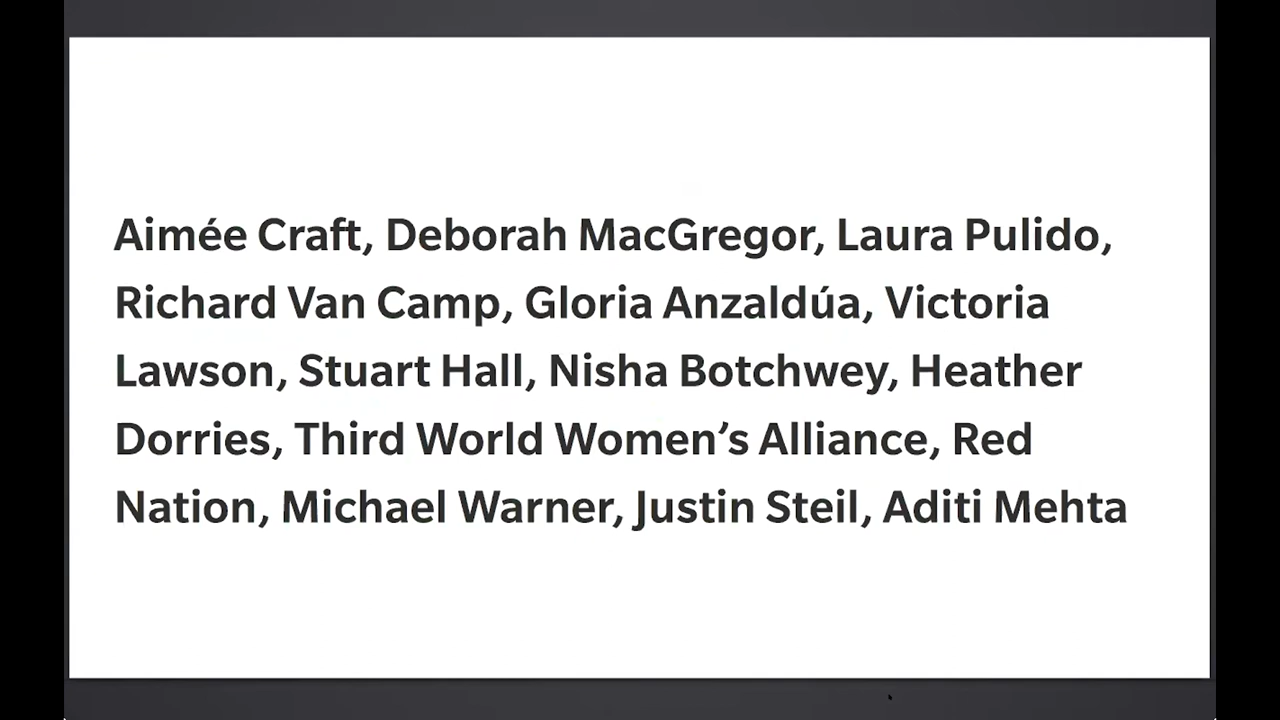 Aimée Craft, Deborah MacGregor, Laura Pulido,
Richard Van Camp, Gloria Anzaldúa, Victoria
Lawson, Stuart Hall, Nisha Botchwey, Heather
Dorries, Third World Women’s Alliance, Red
Nation, Michael Warner, Justin Steil, Aditi Mehta